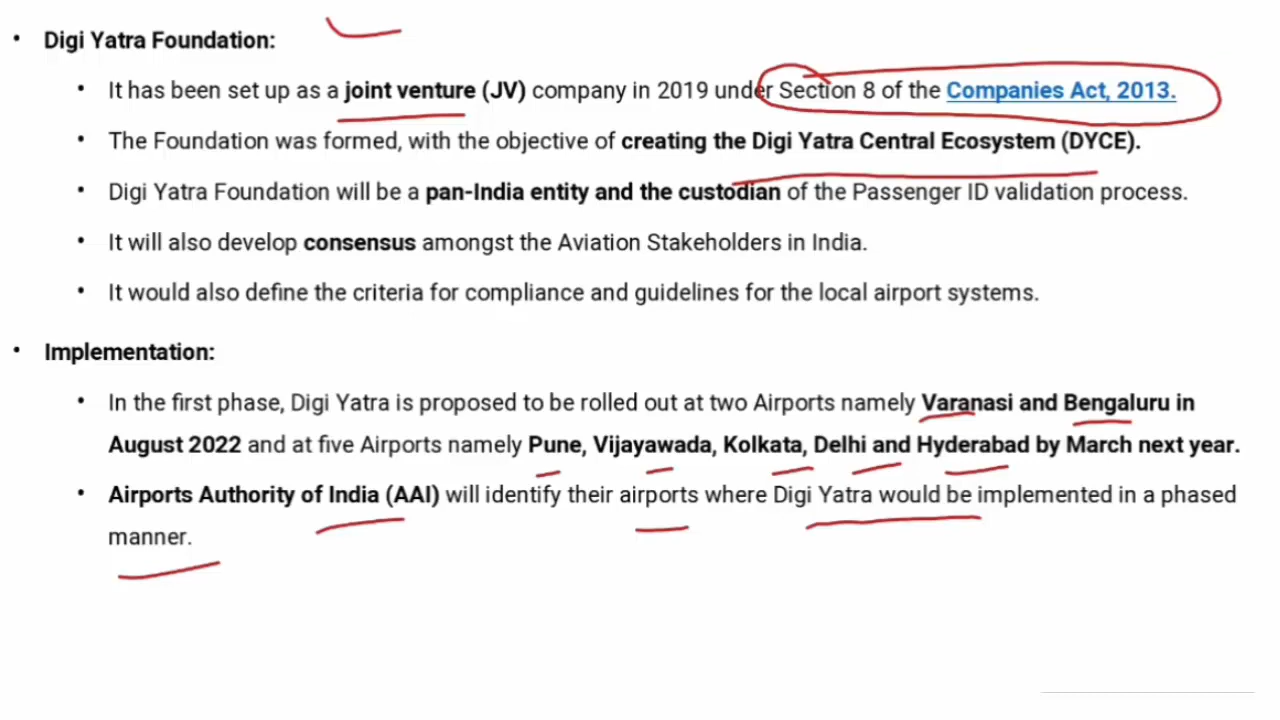 • Digi Yatra Foundation:
• It has been set up as a joint venture (JV) company in 2019 under Section 8 of the Companies Act, 2013.
• The Foundation was formed, with the objective of creating the Digi Yatra Central Ecosystem (DYCE).
• Digi Yatra Foundation will be a pan-India entity and the custodian of the Passenger ID validation process.
• It will also develop consensus amongst the Aviation Stakeholders in India.
• It would also define the criteria for compliance and guidelines for the local airport systems.
• Implementation:
• In the first phase, Digi Yatra is proposed to be rolled out at two Airports namely Varanasi and Bengaluru in
August 2022 and at five Airports namely Pune, Vijayawada, Kolkata, Delhi and Hyderabad by March next year.
• Airports Authority of India (AAI) will identify their airports where Digi Yatra would be implemented in a phased
manner.